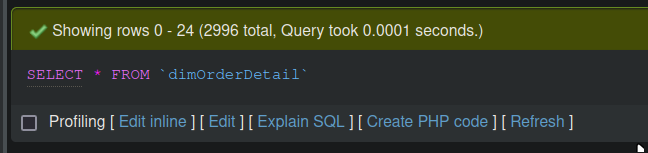 Showing rows 0 - 24 (2996 total, Query took 0.0001 seconds.)
SELECT * FROM `dimOrderDetail`
Profiling [ Edit inline ] [ Edit ] [ Explain SQL ] [ Create PHP code ] [ Refresh ]